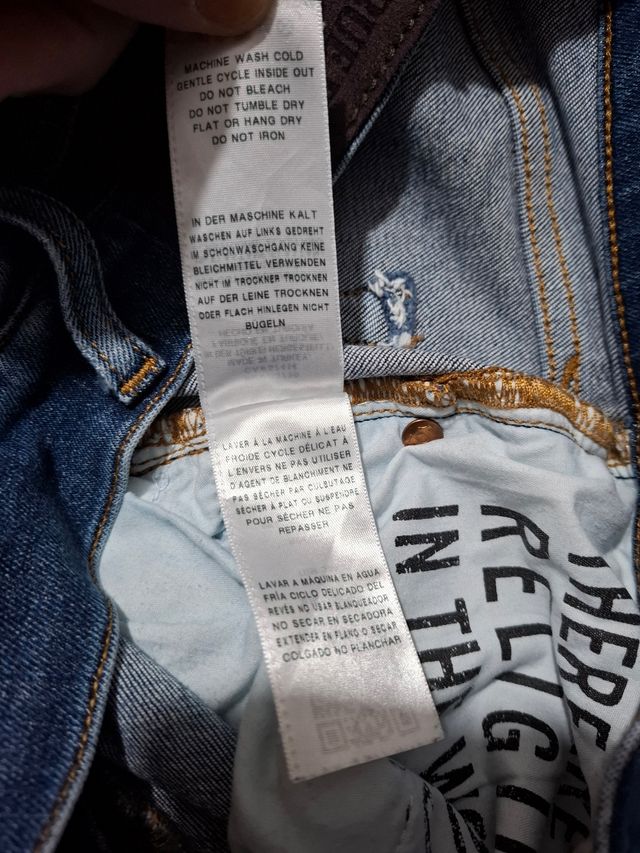 MACHINE WASH COLD
GENTLE CYCLE INSIDE OUT
DO NOT BLEACH
DO NOT TUMBLE DRY
FLAT OR HANG DRY
DO NOT IRON
IN DER MASCHINE KALT
WASCHEN AUF LINKS GEDREHT
IM SCHONWASCHGANG KEINE
BLEICHMITTEL VERWENDEN
NICHT IM TROCKNER TROCKNEN
AUF DER LEINE TROCKNEN
ODER FLACH HINLEGEN NICHT
BUGELN
LAVER À LA MACHINE À L'EAU
FROIDE CYCLE DÉLICAT À
L'ENVERS NE PAS UTILISER
D'AGENT DE BLANCHIMENT NE
PAS SÉCHER PAR CULBUTAGE
SÉCHER À PLAT OU SUSPENDRE
POUR SÉCHER NE PAS
REPASSER
LAVAR A MÁQUINA EN AGUA
FRÍA CICLO DELICADO DEL
REVÉS NO USAR BLANQUEADOR
NO SECAR EN SECADORA
EXTENDER EN PLANO O SECAR
COLGADO NO PLANCHAR
THERE
RELIGI
IN TH